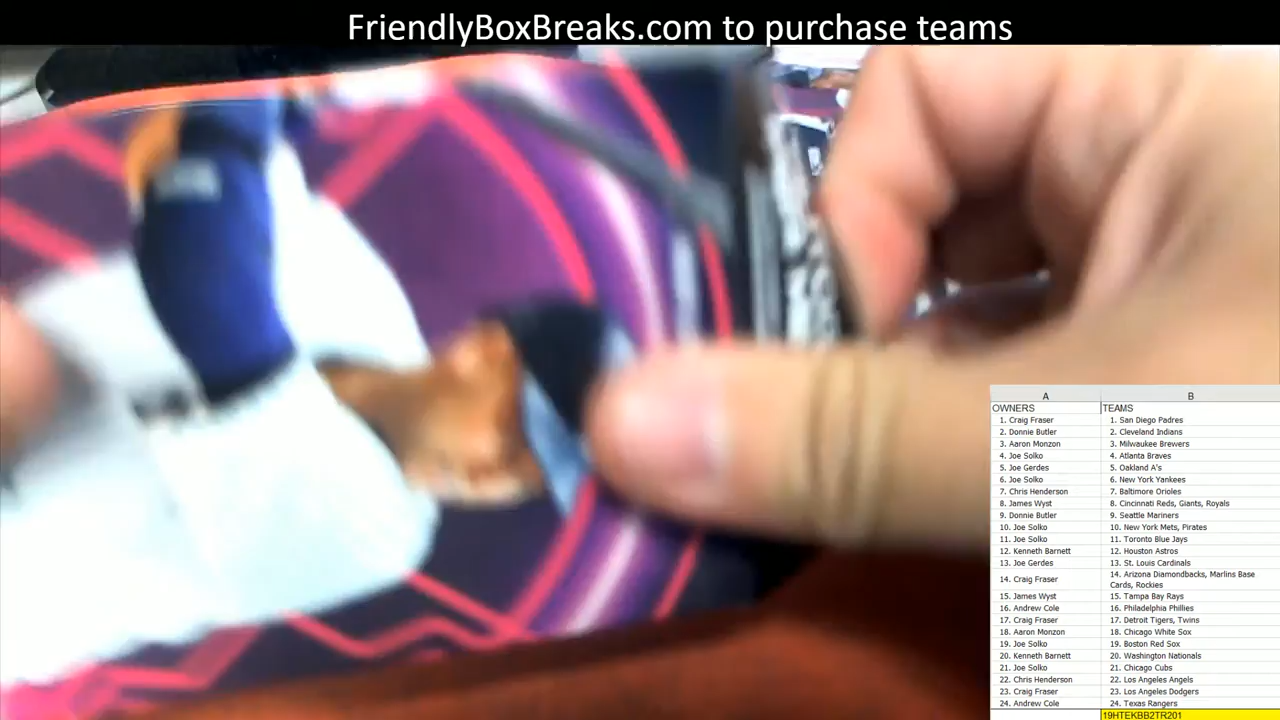 FriendlyBoxBreaks.com to purchase teams
A B
OWNERS TEAMS
1. Craig Fraser 1. San Diego Padres
2. Donnie Butler 2. Cleveland Indians
3. Aaron Monzon 3. Milwaukee Brewers
4. Joe Solko 4. Atlanta Braves
5. Joe Gerdes 5. Oakland A's
6. Joe Solko 6. New York Yankees
7. Chris Henderson 7. Baltimore Orioles
8. James Wyst 8. Cincinnati Reds, Giants, Royals
9. Donnie Butler 9. Seattle Mariners
10. Joe Solko 10. New York Mets, Pirates
11. Joe Solko 11. Toronto Blue Jays
12. Kenneth Barnett 12. Houston Astros
13. Joe Gerdes 13. St. Louis Cardinals
14. Craig Fraser 14. Arizona Diamondbacks, Marlins Base
Cards, Rockies
15. James Wyst 15. Tampa Bay Rays
16. Andrew Cole 16. Philadelphia Phillies
17. Craig Fraser 17. Detroit Tigers, Twins
18. Aaron Monzon 18. Chicago White Sox
19. Joe Solko 19. Boston Red Sox
20. Kenneth Barnett 20. Washington Nationals
21. Joe Solko 21. Chicago Cubs
22. Chris Henderson 22. Los Angeles Angels
23. Craig Fraser 23. Los Angeles Dodgers
24. Andrew Cole 24. Texas Rangers
19HTEKBB2TR201